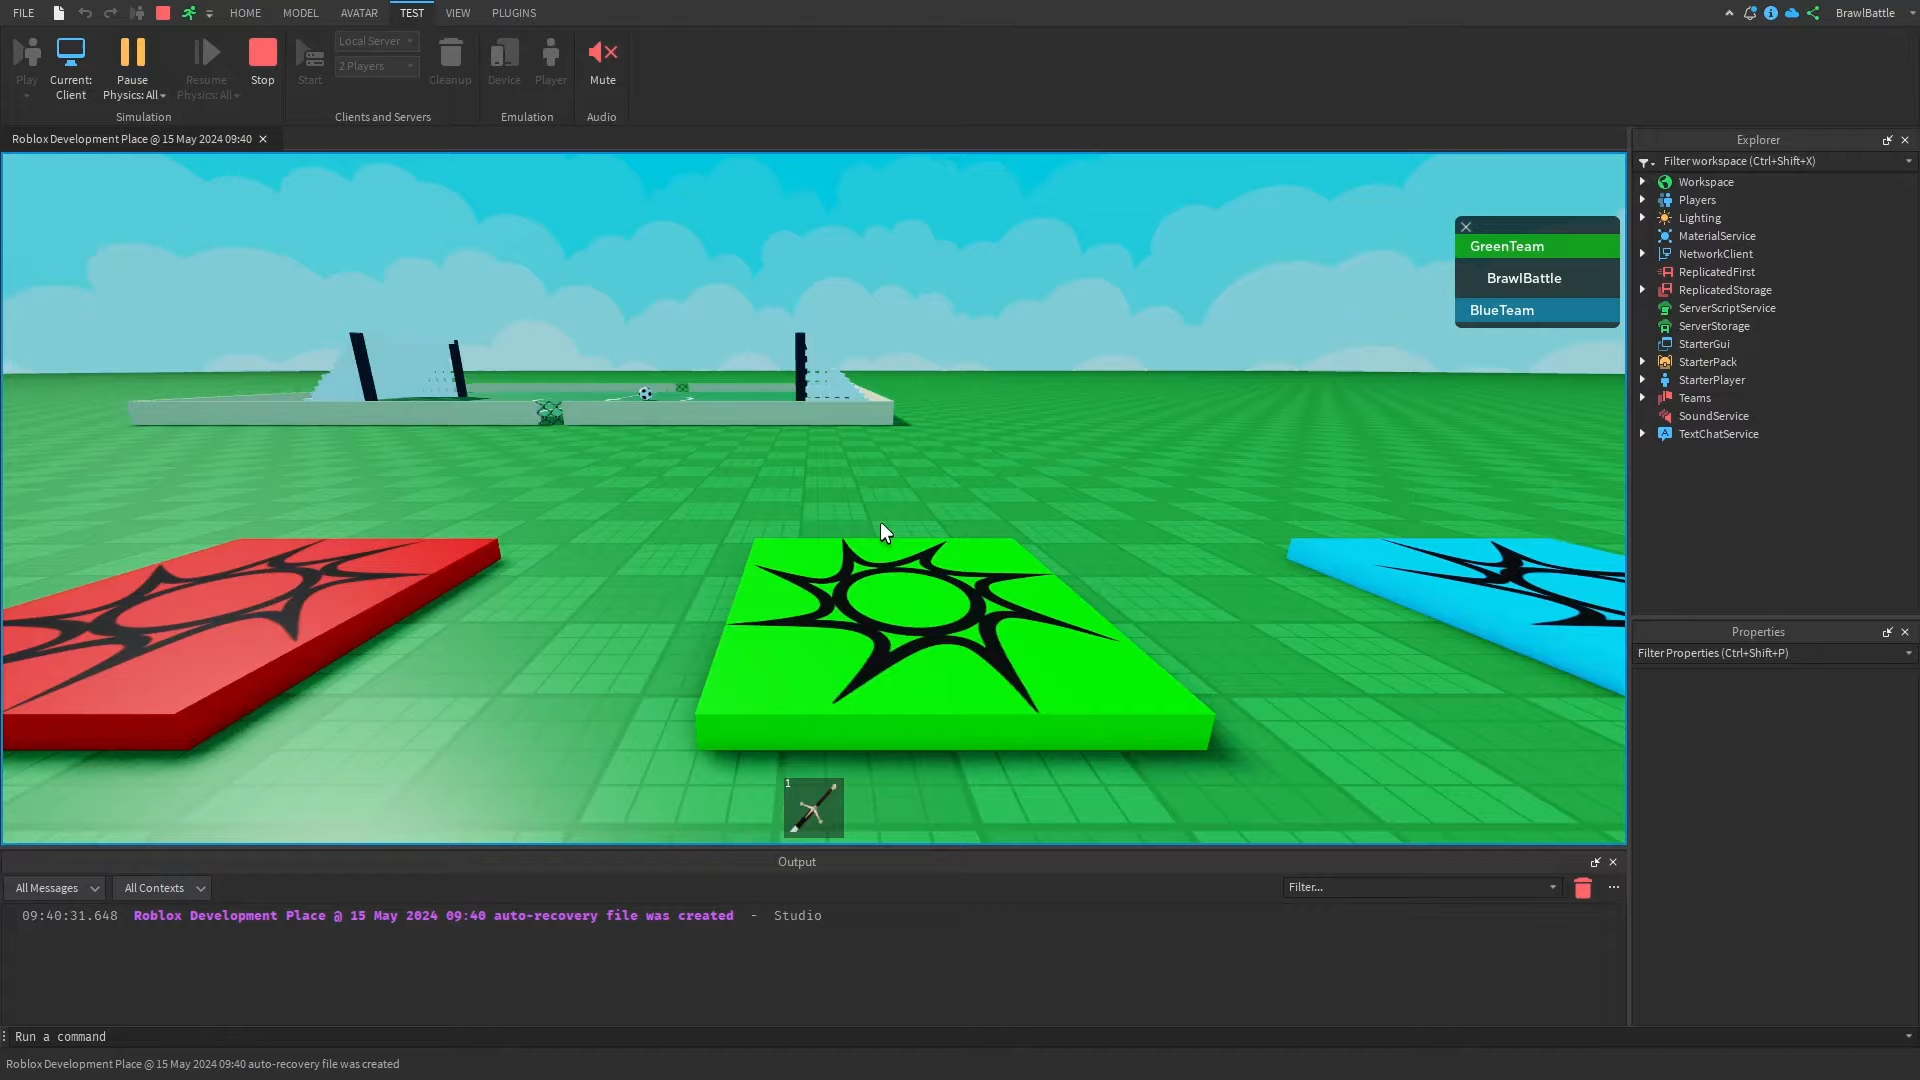 FILE
HOME
MODEL
AVATAR
TEST
VIEW
PLUGINS
BrawlBattle
Play
Current:
Client
Pause
Physics: All
Resume
Physics: All
Stop
Simulation
Start
Local Server
2 Players
Cleanup
Clients and Servers
Device
Player
Emulation
Mute
Audio
Roblox Development Place @ 15 May 2024 09:40
GreenTeam
BrawlBattle
BlueTeam
1
Explorer
Filter workspace (Ctrl+Shift+X)
Workspace
Players
Lighting
MaterialService
NetworkClient
ReplicatedFirst
ReplicatedStorage
ServerScriptService
ServerStorage
StarterGui
StarterPack
StarterPlayer
Teams
SoundService
TextChatService
Properties
Filter Properties (Ctrl+Shift+P)
Output
All Messages
All Contexts
Filter...
09:40:31.648 Roblox Development Place @ 15 May 2024 09:40 auto-recovery file was created - Studio
Run a command
Roblox Development Place @ 15 May 2024 09:40 auto-recovery file was created